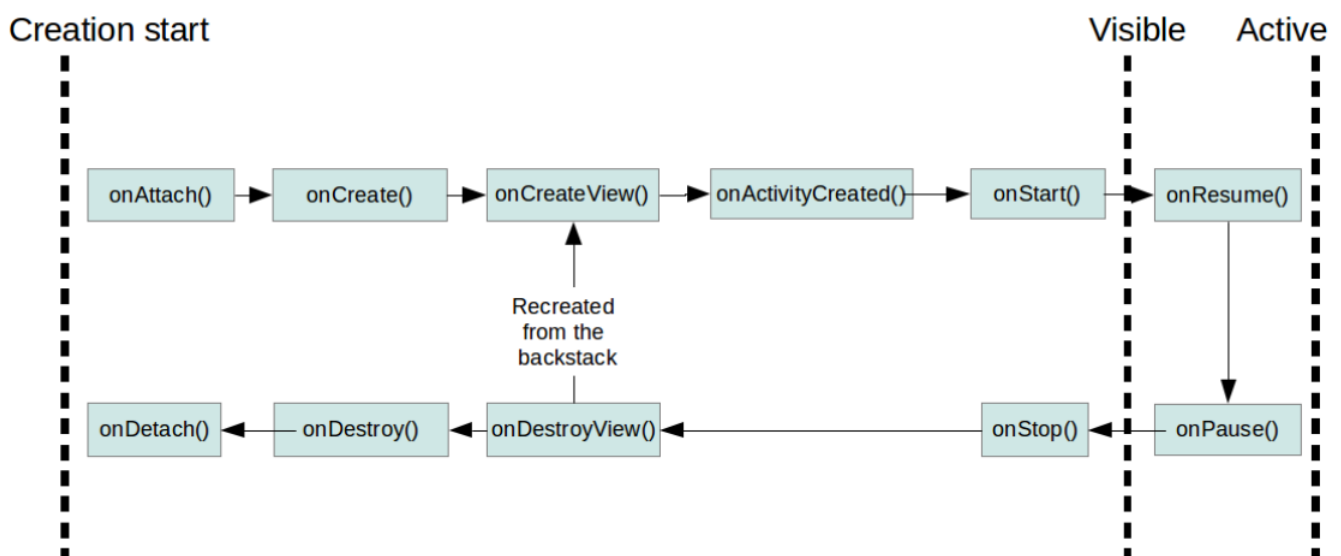 Creation start
Visible
Active
onAttach()
onCreate()
onCreateView()
onActivityCreated()
onStart()
onResume()
Recreated
from the
backstack
onDetach()
onDestroy()
onDestroyView()
onStop()
onPause()